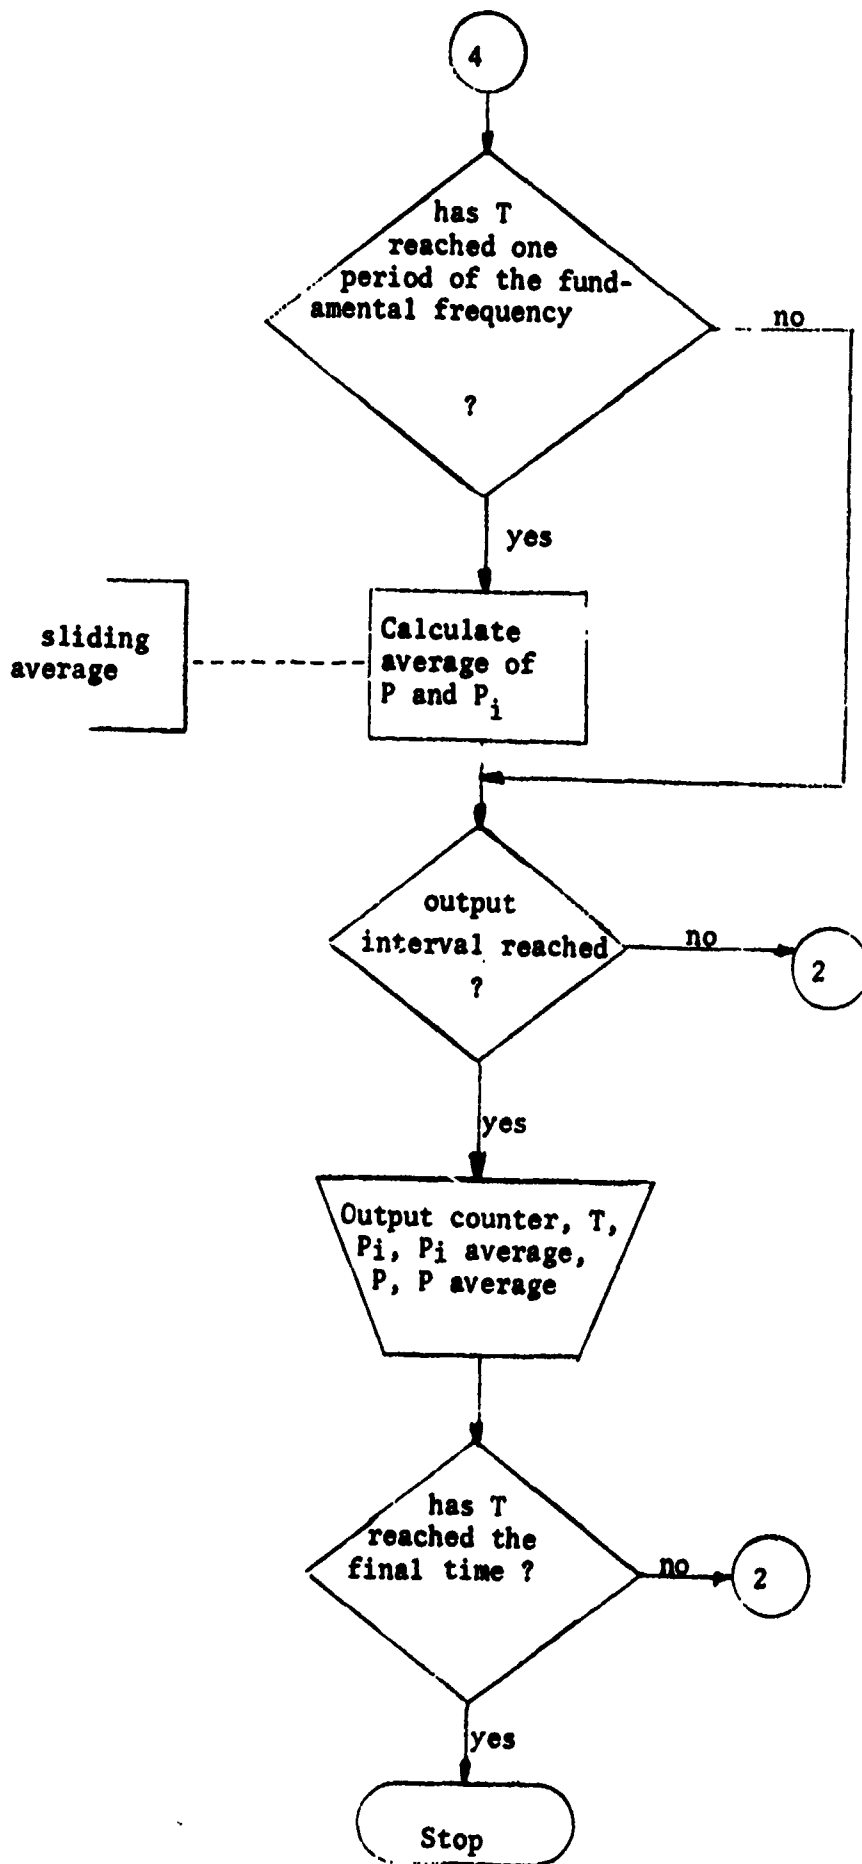 4
has T
reached one
period of the fund-
amental frequency
?
no
yes
sliding
average
Calculate
average of
P and Pi
output
interval reached
?
no
2
yes
Output counter, T,
Pi, Pi average,
P, P average
has T
reached the
final time ?
no
2
yes
Stop